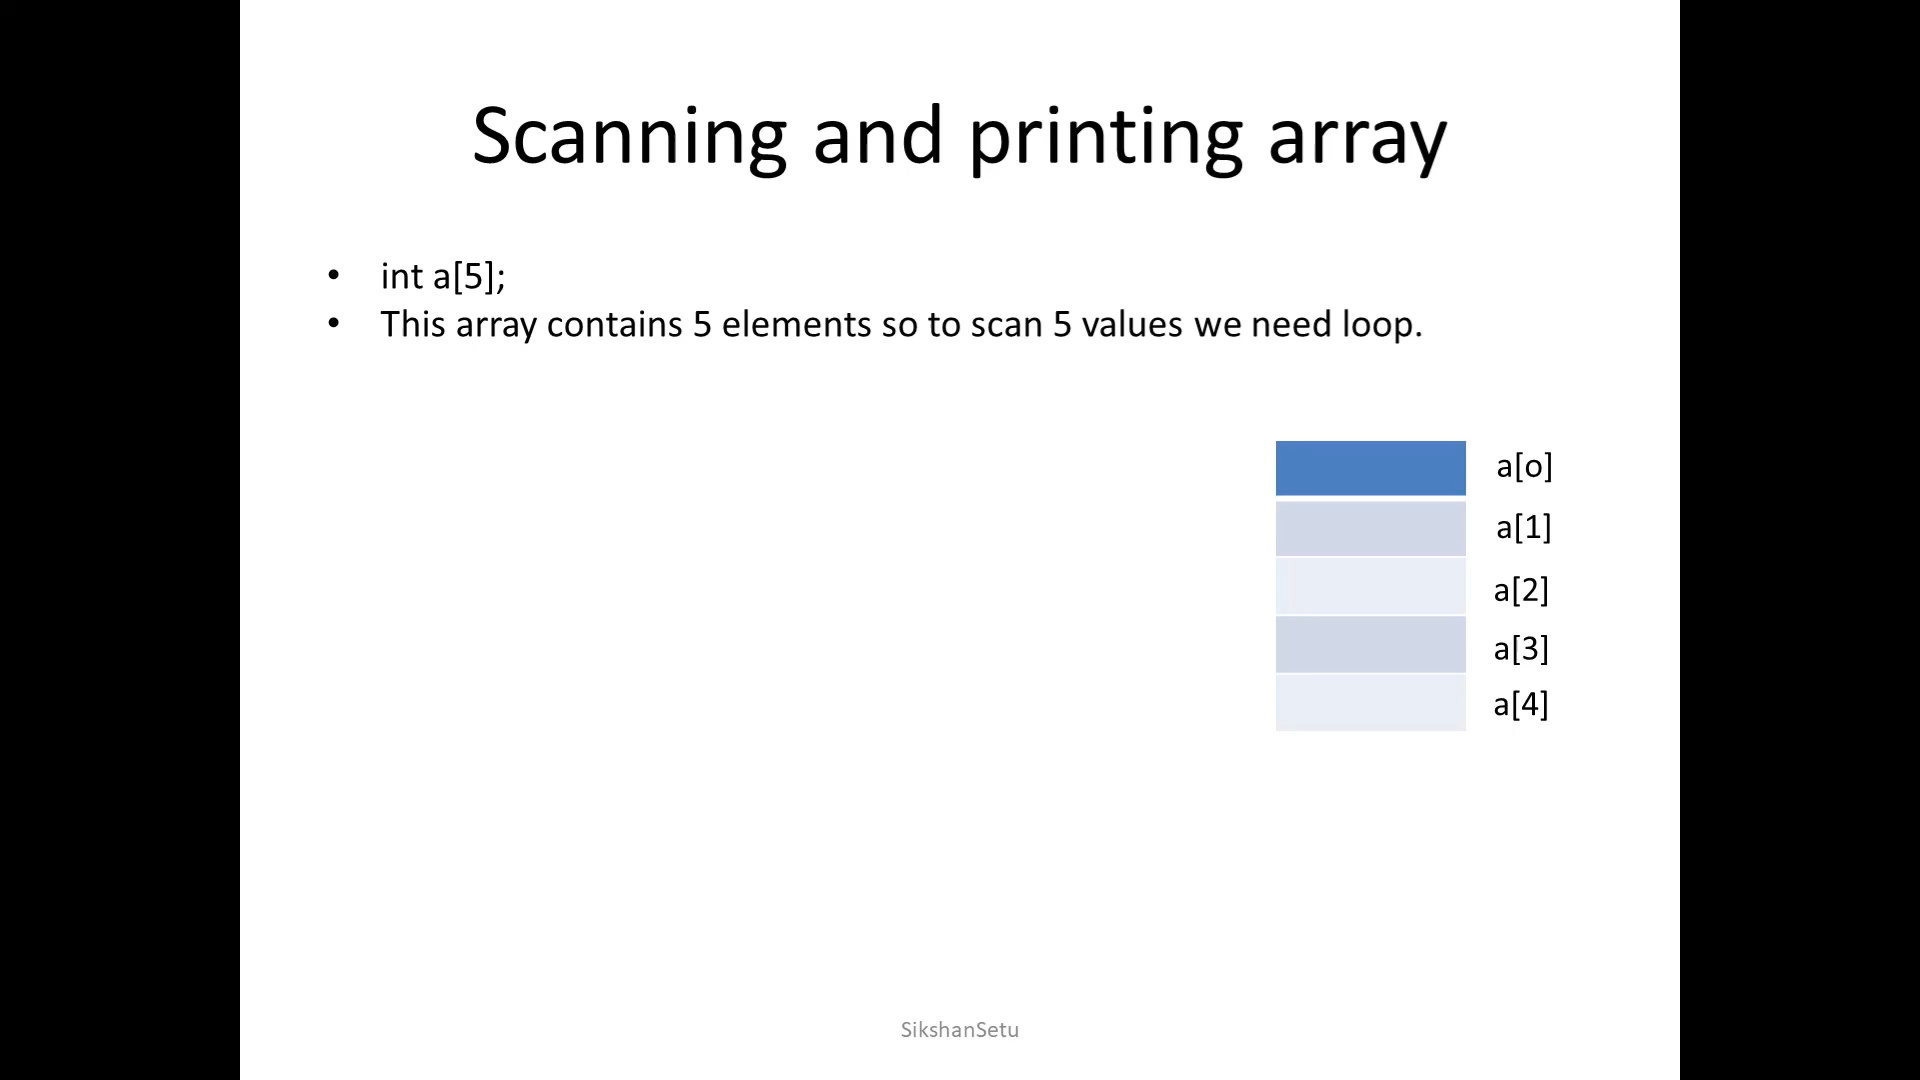 Scanning and printing array
• int a[5];
• This array contains 5 elements so to scan 5 values we need loop.
a[o]
a[1]
a[2]
a[3]
a[4]
SikshanSetu